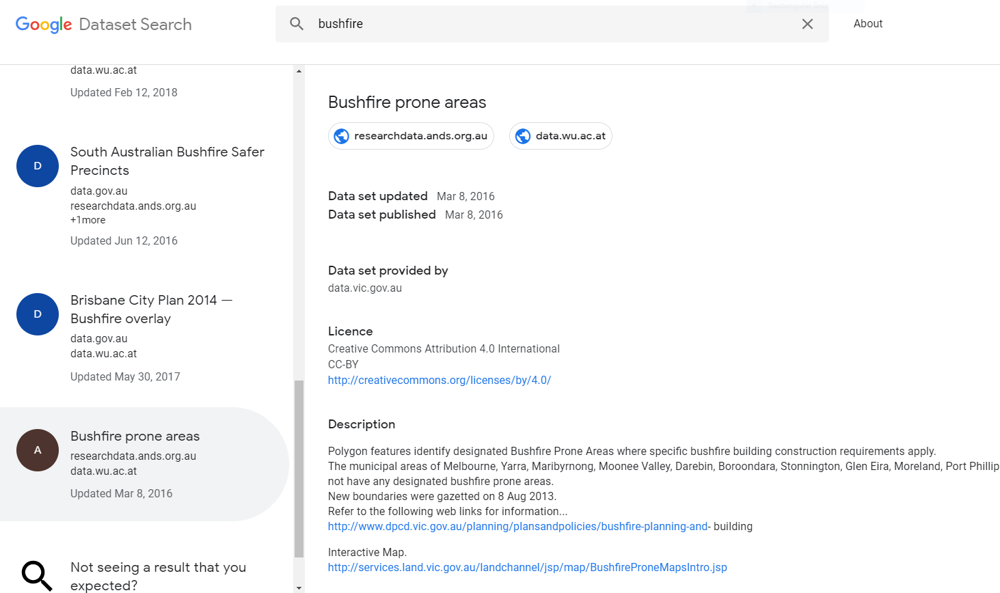 Google Dataset Search
bushfire
About
data.wu.ac.at
Updated Feb 12, 2018
D
South Australian Bushfire Safer
Precincts
data.gov.au
researchdata.ands.org.au
+1more
Updated Jun 12, 2016
D
Brisbane City Plan 2014 —
Bushfire overlay
data.gov.au
data.wu.ac.at
Updated May 30, 2017
A
Bushfire prone areas
researchdata.ands.org.au
data.wu.ac.at
Updated Mar 8, 2016
Not seeing a result that you
expected?
Bushfire prone areas
researchdata.ands.org.au
data.wu.ac.at
Data set updated Mar 8, 2016
Data set published Mar 8, 2016
Data set provided by
data.vic.gov.au
Licence
Creative Commons Attribution 4.0 International
CC-BY
http://creativecommons.org/licenses/by/4.0/
Description
Polygon features identify designated Bushfire Prone Areas where specific bushfire building construction requirements apply.
The municipal areas of Melbourne, Yarra, Maribyrnong, Moonee Valley, Darebin, Boroondara, Stonnington, Glen Eira, Moreland, Port Phillip
not have any designated bushfire prone areas.
New boundaries were gazetted on 8 Aug 2013.
Refer to the following web links for information...
http://www.dpcd.vic.gov.au/planning/plansandpolicies/bushfire-planning-and- building
Interactive Map.
http://services.land.vic.gov.au/landchannel/jsp/map/BushfireProneMapsIntro.jsp